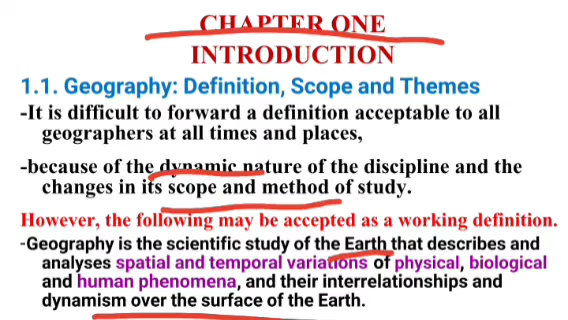 CHAPTER ONE
INTRODUCTION
1.1. Geography: Definition, Scope and Themes
-It is difficult to forward a definition acceptable to all
geographers at all times and places,
-because of the dynamic nature of the discipline and the
changes in its scope and method of study.
However, the following may be accepted as a working definition.
-Geography is the scientific study of the Earth that describes and
analyses spatial and temporal variations of physical, biological
and human phenomena, and their interrelationships and
dynamism over the surface of the Earth.